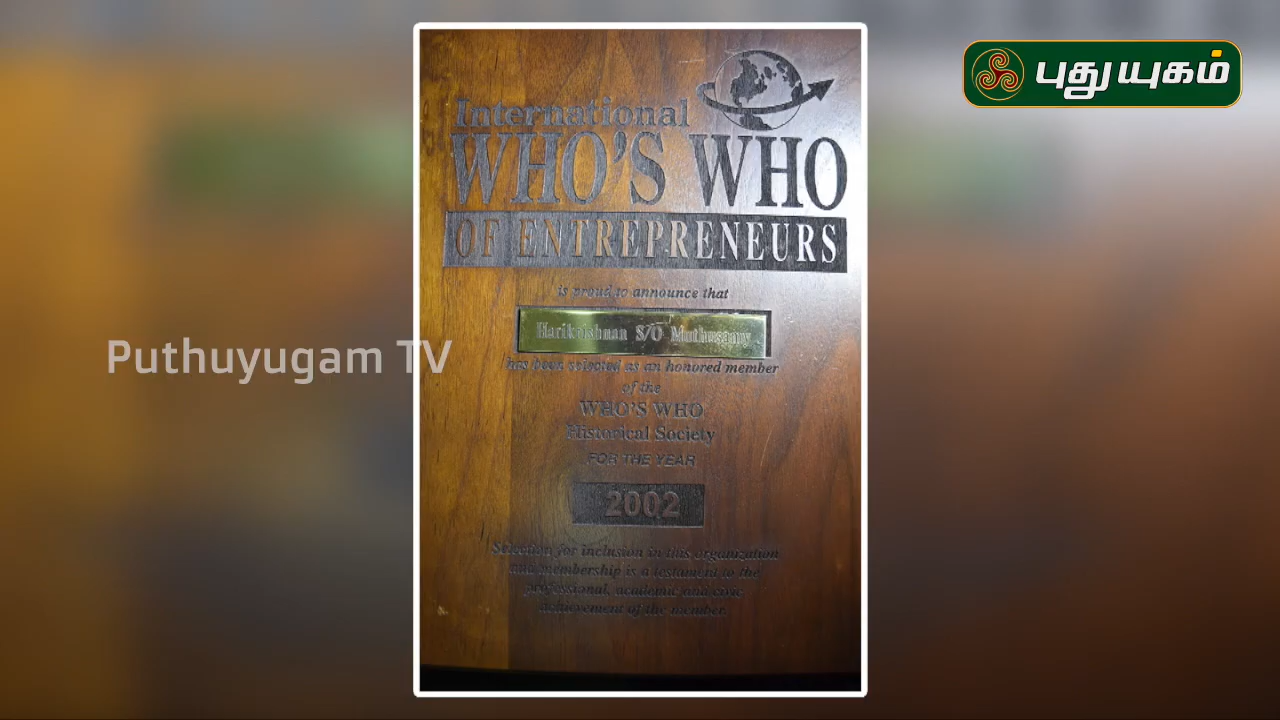 புதுயுகம்
International
WHO'S WHO
OF ENTREPRENEURS
is proud to announce that
Harikrishnan S/O Muthusamy
Puthuyugam TV
has been selected as an honored member
of the
WHO'S WHO
Historical Society
FOR THE YEAR
2002
Selection for inclusion in this organization
and membership is a testament to the
professional, academic and civic
achievement of the member.